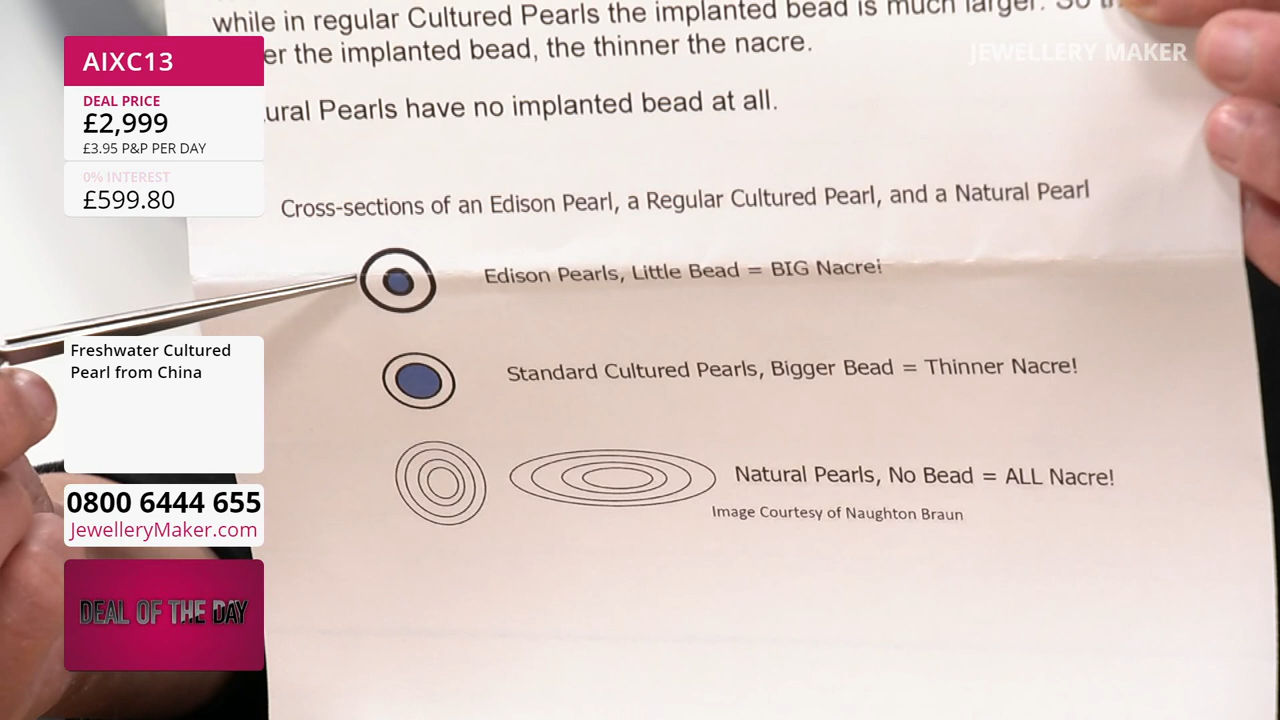 while in regular Cultured Pearls the implanted bead is much larger. So
the implanted bead, the thinner the nacre.
Pearls have no implanted bead at all.
JEWELLERY MAKER
AIXC13
DEAL PRICE
£2,999
£3.95 P&P PER DAY
0% INTEREST
£599.80
Cross-sections of an Edison Pearl, a Regular Cultured Pearl, and a Natural Pearl
Edison Pearls, Little Bead = BIG Nacre!
Standard Cultured Pearls, Bigger Bead = Thinner Nacre!
Natural Pearls, No Bead = ALL Nacre!
Image Courtesy of Naughton Braun
Freshwater Cultured
Pearl from China
0800 6444 655
JewelleryMaker.com
DEAL OF THE DAY